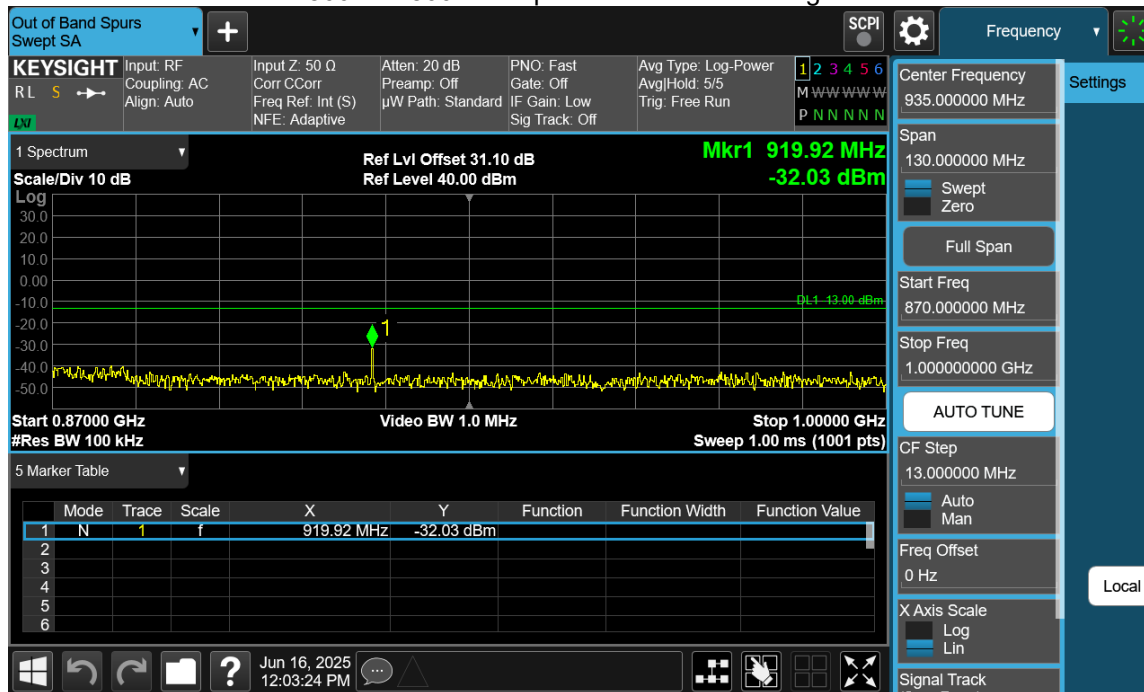 Out of Band Spurs
Swept SA
SCPI
Frequency
KEYSIGHT
RL S
LXI
Input: RF
Coupling: AC
Align: Auto
Input Z: 50 Ω
Corr CCorr
Freq Ref: Int (S)
NFE: Adaptive
Atten: 20 dB
Preamp: Off
µW Path: Standard
PNO: Fast
Gate: Off
IF Gain: Low
Sig Track: Off
Avg Type: Log-Power
Avg|Hold: 5/5
Trig: Free Run
1 2 3 4 5 6
M W W W W W
P N N N N N
1 Spectrum
Scale/Div 10 dB
Ref Lvl Offset 31.10 dB
Ref Level 40.00 dBm
Mkr1 919.92 MHz
-32.03 dBm
Log
30.0
20.0
10.0
0.00
-10.0
-20.0
-30.0
-40.0
-50.0
DL1 -13.00 dBm
1
Start 0.87000 GHz
#Res BW 100 kHz
Video BW 1.0 MHz
Stop 1.00000 GHz
Sweep 1.00 ms (1001 pts)
5 Marker Table
Mode Trace Scale X Y Function Function Width Function Value
1 N 1 f 919.92 MHz -32.03 dBm
2
3
4
5
6
Jun 16, 2025
12:03:24 PM
Center Frequency
935.000000 MHz
Span
130.000000 MHz
Swept
Zero
Full Span
Start Freq
870.000000 MHz
Stop Freq
1.000000000 GHz
AUTO TUNE
CF Step
13.000000 MHz
Auto
Man
Freq Offset
0 Hz
X Axis Scale
Log
Lin
Signal Track
Settings
Local